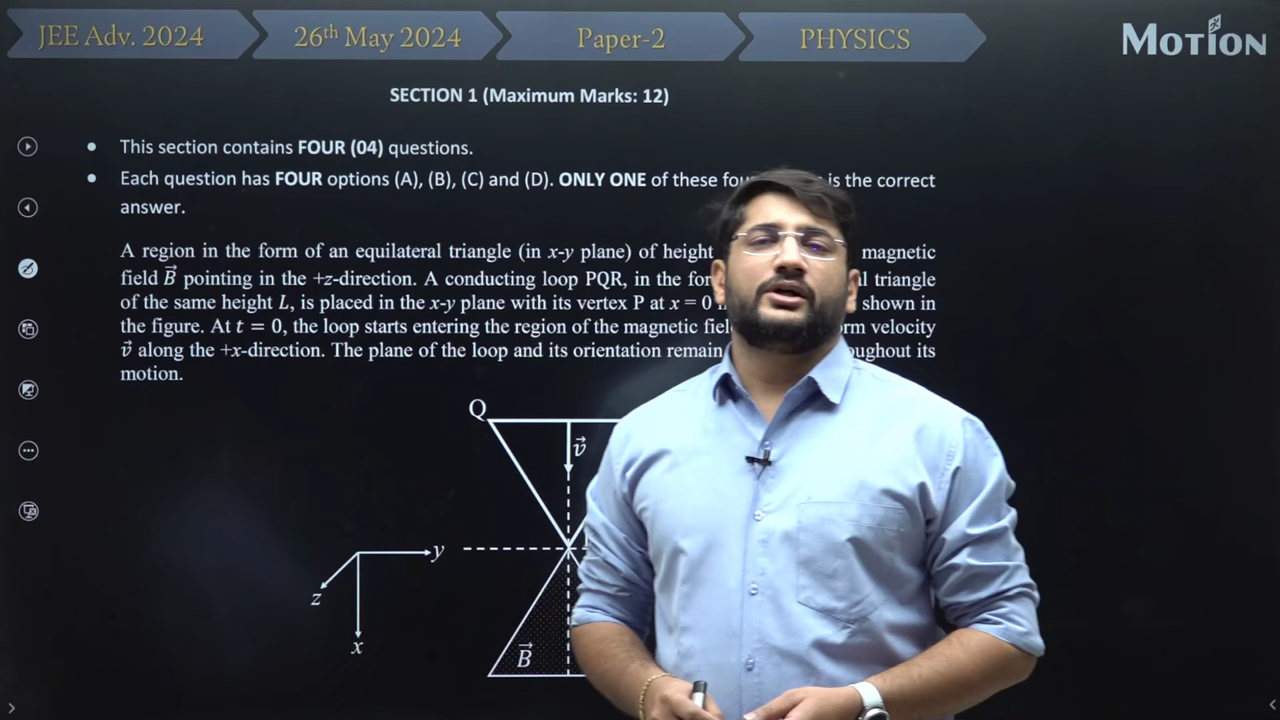 JEE Adv. 2024
26th May 2024
Paper-2
PHYSICS
MOTION
SECTION 1 (Maximum Marks: 12)
• This section contains FOUR (04) questions.
• Each question has FOUR options (A), (B), (C) and (D). ONLY ONE of these is the correct
answer.
A region in the form of an equilateral triangle (in x-y plane) of height magnetic
field B⃗ pointing in the +z-direction. A conducting loop PQR, in the triangle
of the same height L, is placed in the x-y plane with its vertex P at x = 0 shown in
the figure. At t = 0, the loop starts entering the region of the magnetic velocity
v⃗ along the +x-direction. The plane of the loop and its orientation its
motion.
Q
v⃗
y
z
x
B⃗